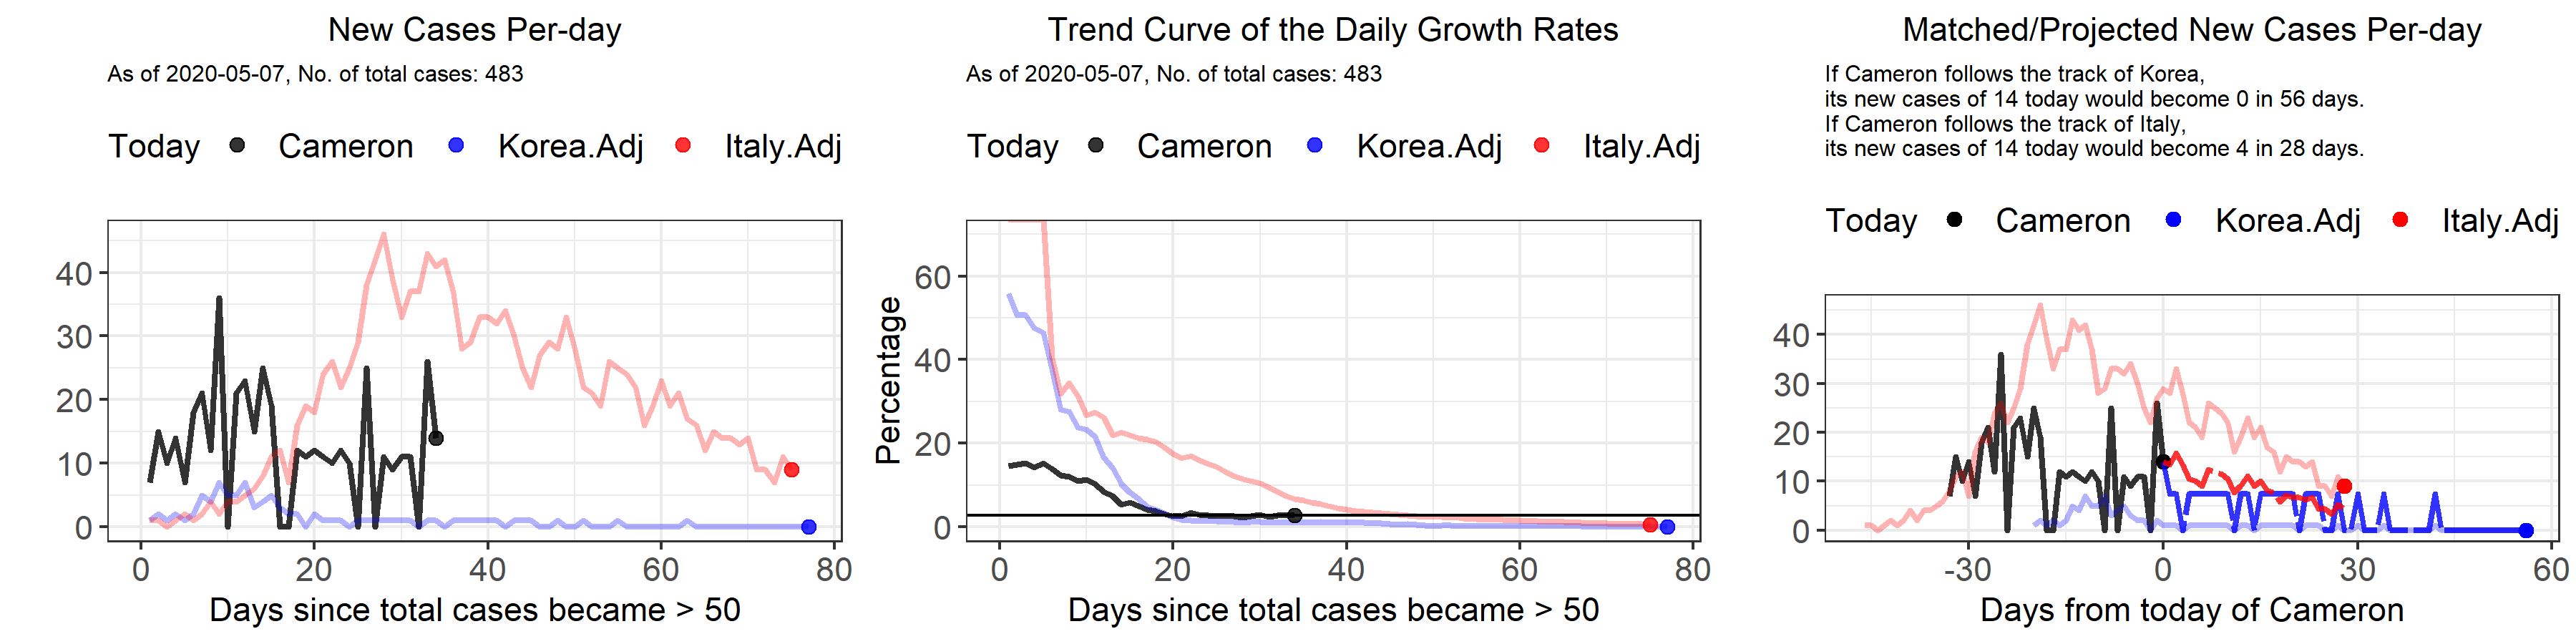 New Cases Per-day
As of 2020-05-07, No. of total cases: 483
Today Cameron Korea.Adj Italy.Adj
40
30
20
10
0
0 20 40 60 80
Days since total cases became > 50
Trend Curve of the Daily Growth Rates
As of 2020-05-07, No. of total cases: 483
Today Cameron Korea.Adj Italy.Adj
Percentage
60
40
20
0
0 20 40 60 80
Days since total cases became > 50
Matched/Projected New Cases Per-day
If Cameron follows the track of Korea,
its new cases of 14 today would become 0 in 56 days.
If Cameron follows the track of Italy,
its new cases of 14 today would become 4 in 28 days.
Today Cameron Korea.Adj Italy.Adj
40
30
20
10
0
-30 0 30 60
Days from today of Cameron